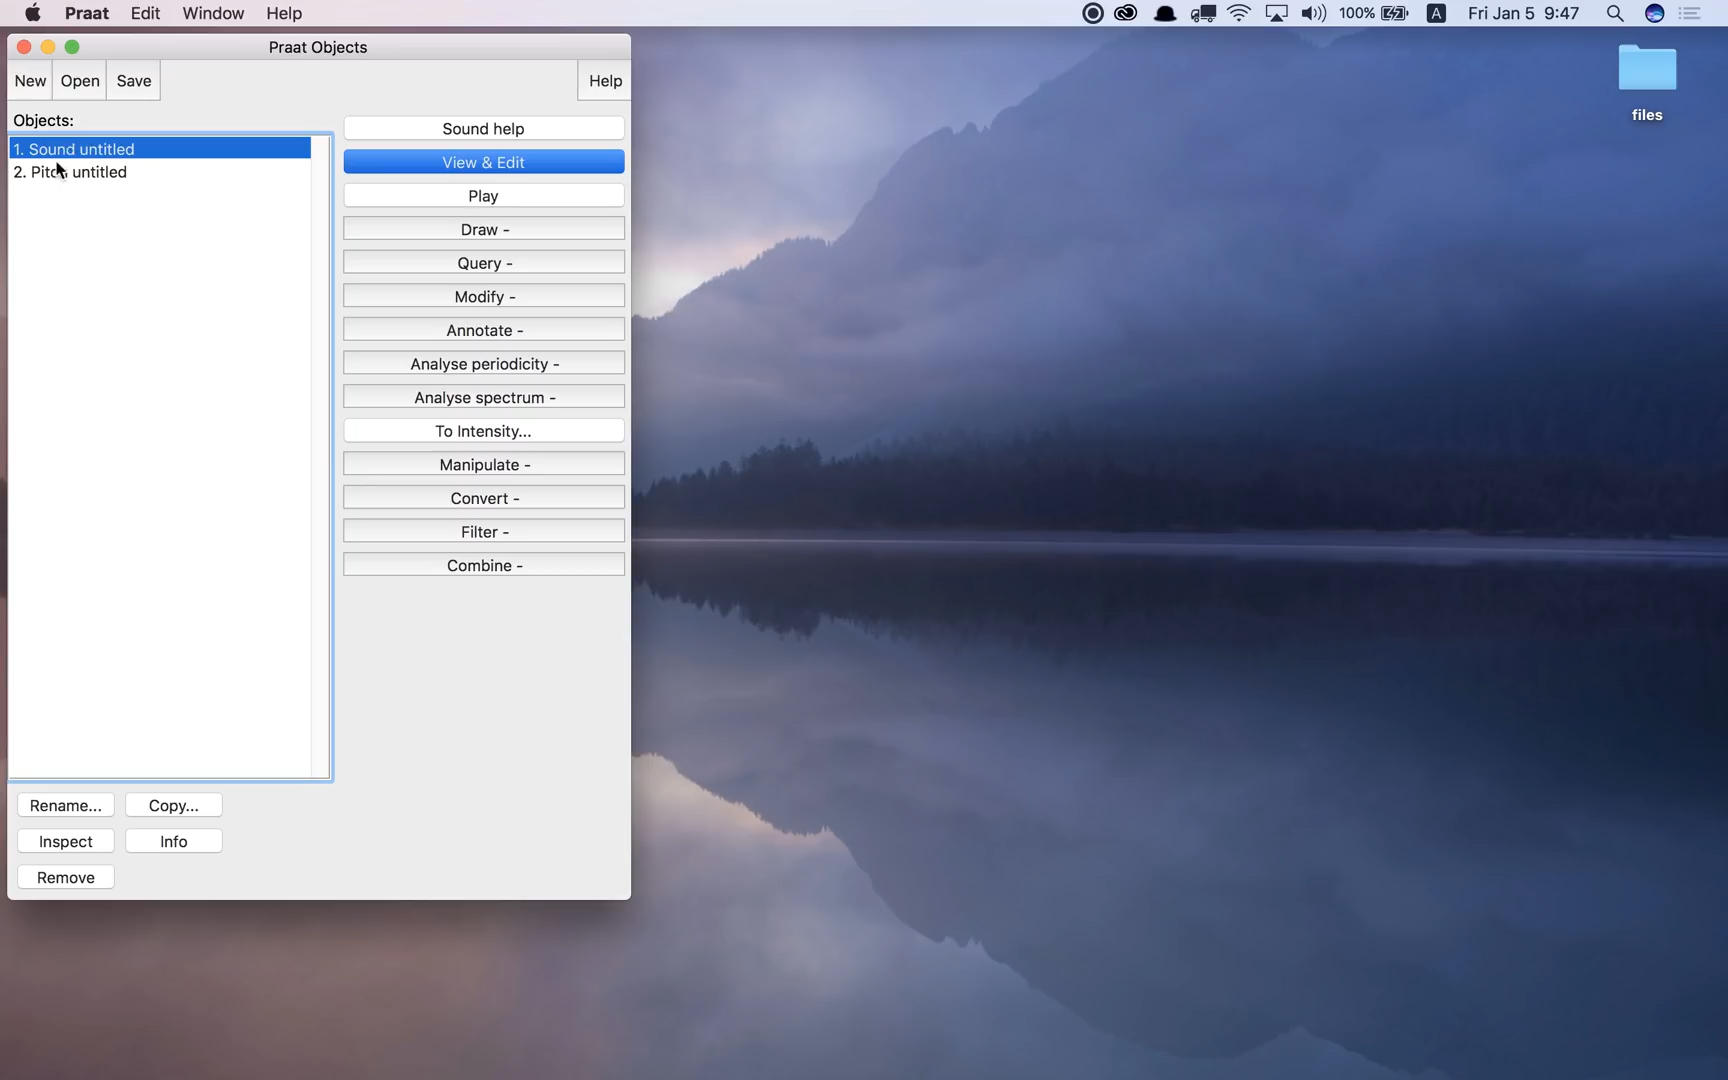 Praat Edit Window Help 100% A Fri Jan 5 9:47
Praat Objects
New Open Save Help
Objects:
1. Sound untitled
2. Pitch untitled
Sound help
View & Edit
Play
Draw -
Query -
Modify -
Annotate -
Analyse periodicity -
Analyse spectrum -
To Intensity...
Manipulate -
Convert -
Filter -
Combine -
Rename... Copy...
Inspect Info
Remove
files